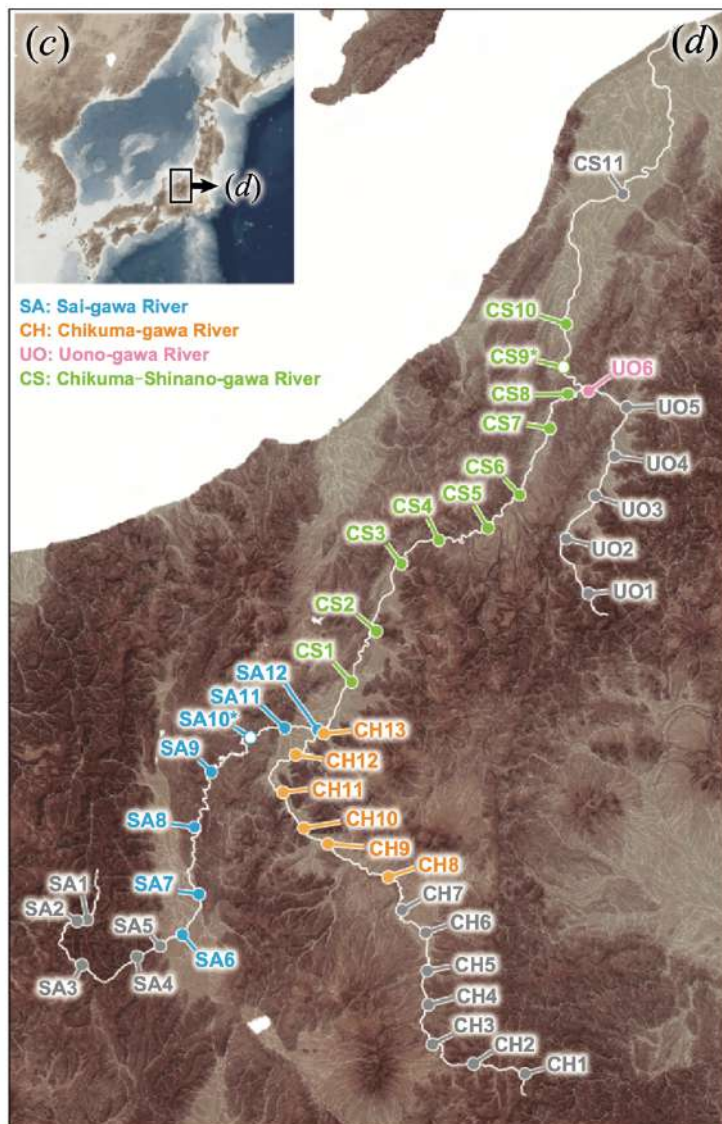 (c)
(d)
(d)
SA: Sai-gawa River
CH: Chikuma-gawa River
UO: Uono-gawa River
CS: Chikuma–Shinano-gawa River
CS11
CS10
CS9*
UO6
CS8
UO5
CS7
UO4
CS6
UO3
CS5
CS4
UO2
CS3
UO1
CS2
CS1
SA12
SA11
SA10*
CH13
SA9
CH12
CH11
SA8
CH10
CH9
CH8
SA7
CH7
SA1
SA2
CH6
SA5
SA6
SA4
SA3
CH5
CH4
CH3
CH2
CH1